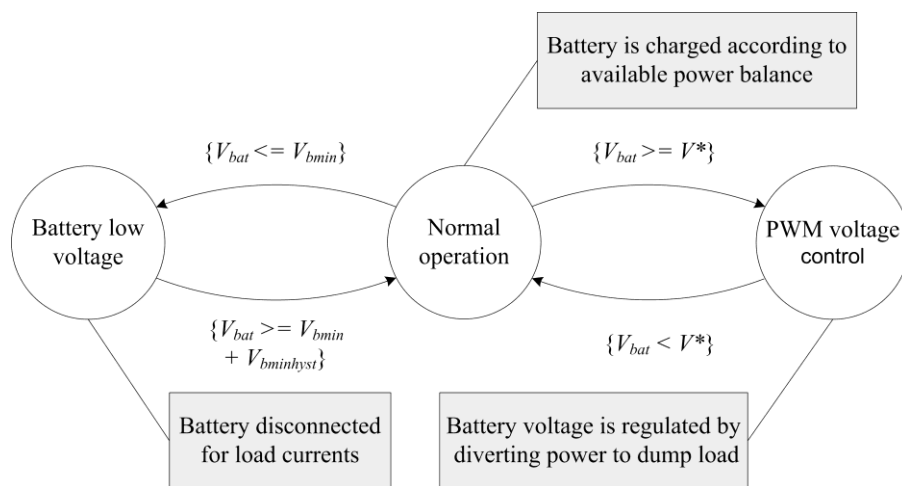 Battery is charged according to
available power balance
{Vbat <= Vbmin}
{Vbat >= V*}
Battery low
voltage
Normal
operation
PWM voltage
control
{Vbat >= Vbmin
+ Vbminhyst}
{Vbat < V*}
Battery disconnected
for load currents
Battery voltage is regulated by
diverting power to dump load